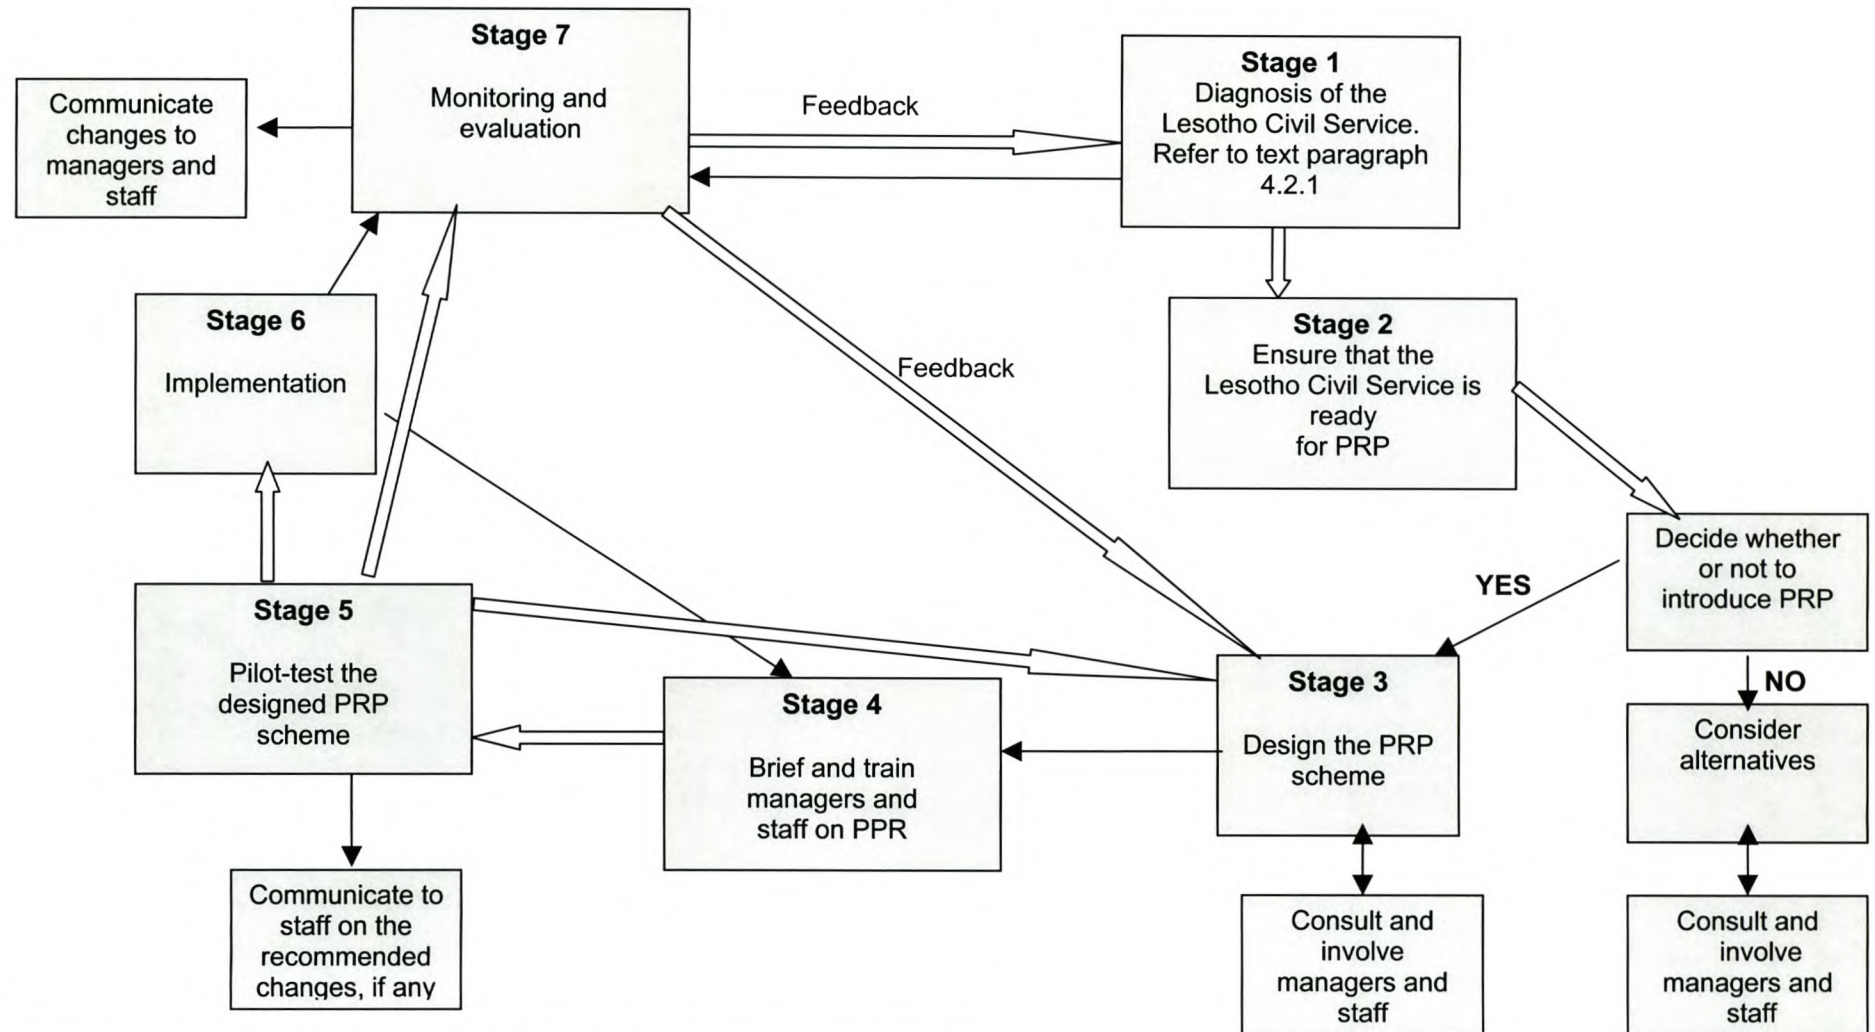 Stage 7
Monitoring and
evaluation
Communicate
changes to
managers and
staff
Feedback
Stage 1
Diagnosis of the
Lesotho Civil Service.
Refer to text paragraph
4.2.1
Stage 6
Implementation
Feedback
Stage 2
Ensure that the
Lesotho Civil Service is
ready
for PRP
Decide whether
or not to
introduce PRP
YES
NO
Stage 5
Pilot-test the
designed PRP
scheme
Stage 4
Brief and train
managers and
staff on PPR
Stage 3
Design the PRP
scheme
Consider
alternatives
Communicate to
staff on the
recommended
changes, if any
Consult and
involve
managers and
staff
Consult and
involve
managers and
staff